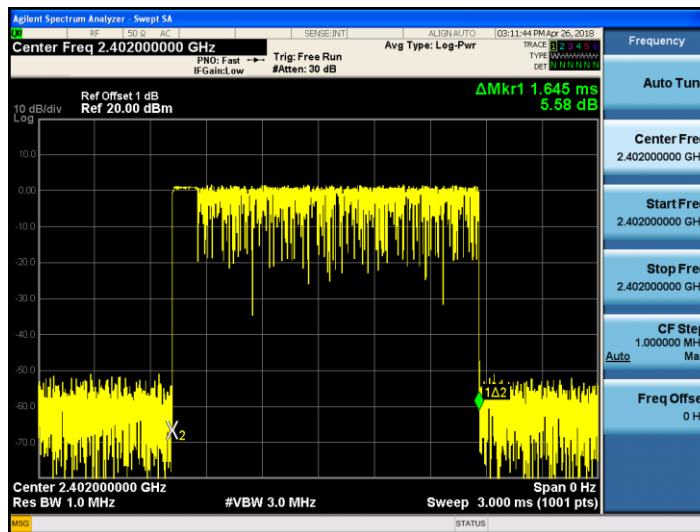 Agilent Spectrum Analyzer - Swept SA
RF 50 Ω AC SENSE:INT ALIGN AUTO 03:11:44 PM Apr 26, 2018
Center Freq 2.402000000 GHz
PNO: Fast
IFGain:Low
Trig: Free Run
#Atten: 30 dB
Avg Type: Log-Pwr
TRACE 1 2 3 4 5 6
TYPE
DET N N N N N N
Ref Offset 1 dB
Ref 20.00 dBm
10 dB/div
Log
ΔMkr1 1.645 ms
5.58 dB
10.0
0.00
-10.0
-20.0
-30.0
-40.0
-50.0
-60.0
-70.0
1Δ2
X2
Center 2.402000000 GHz
Res BW 1.0 MHz
#VBW 3.0 MHz
Span 0 Hz
Sweep 3.000 ms (1001 pts)
MSG
STATUS
Frequency
Auto Tun
Center Fre
2.402000000 GH
Start Fre
2.402000000 GH
Stop Fre
2.402000000 GH
CF Step
1.000000 MH
Auto Ma
Freq Offse
0 H